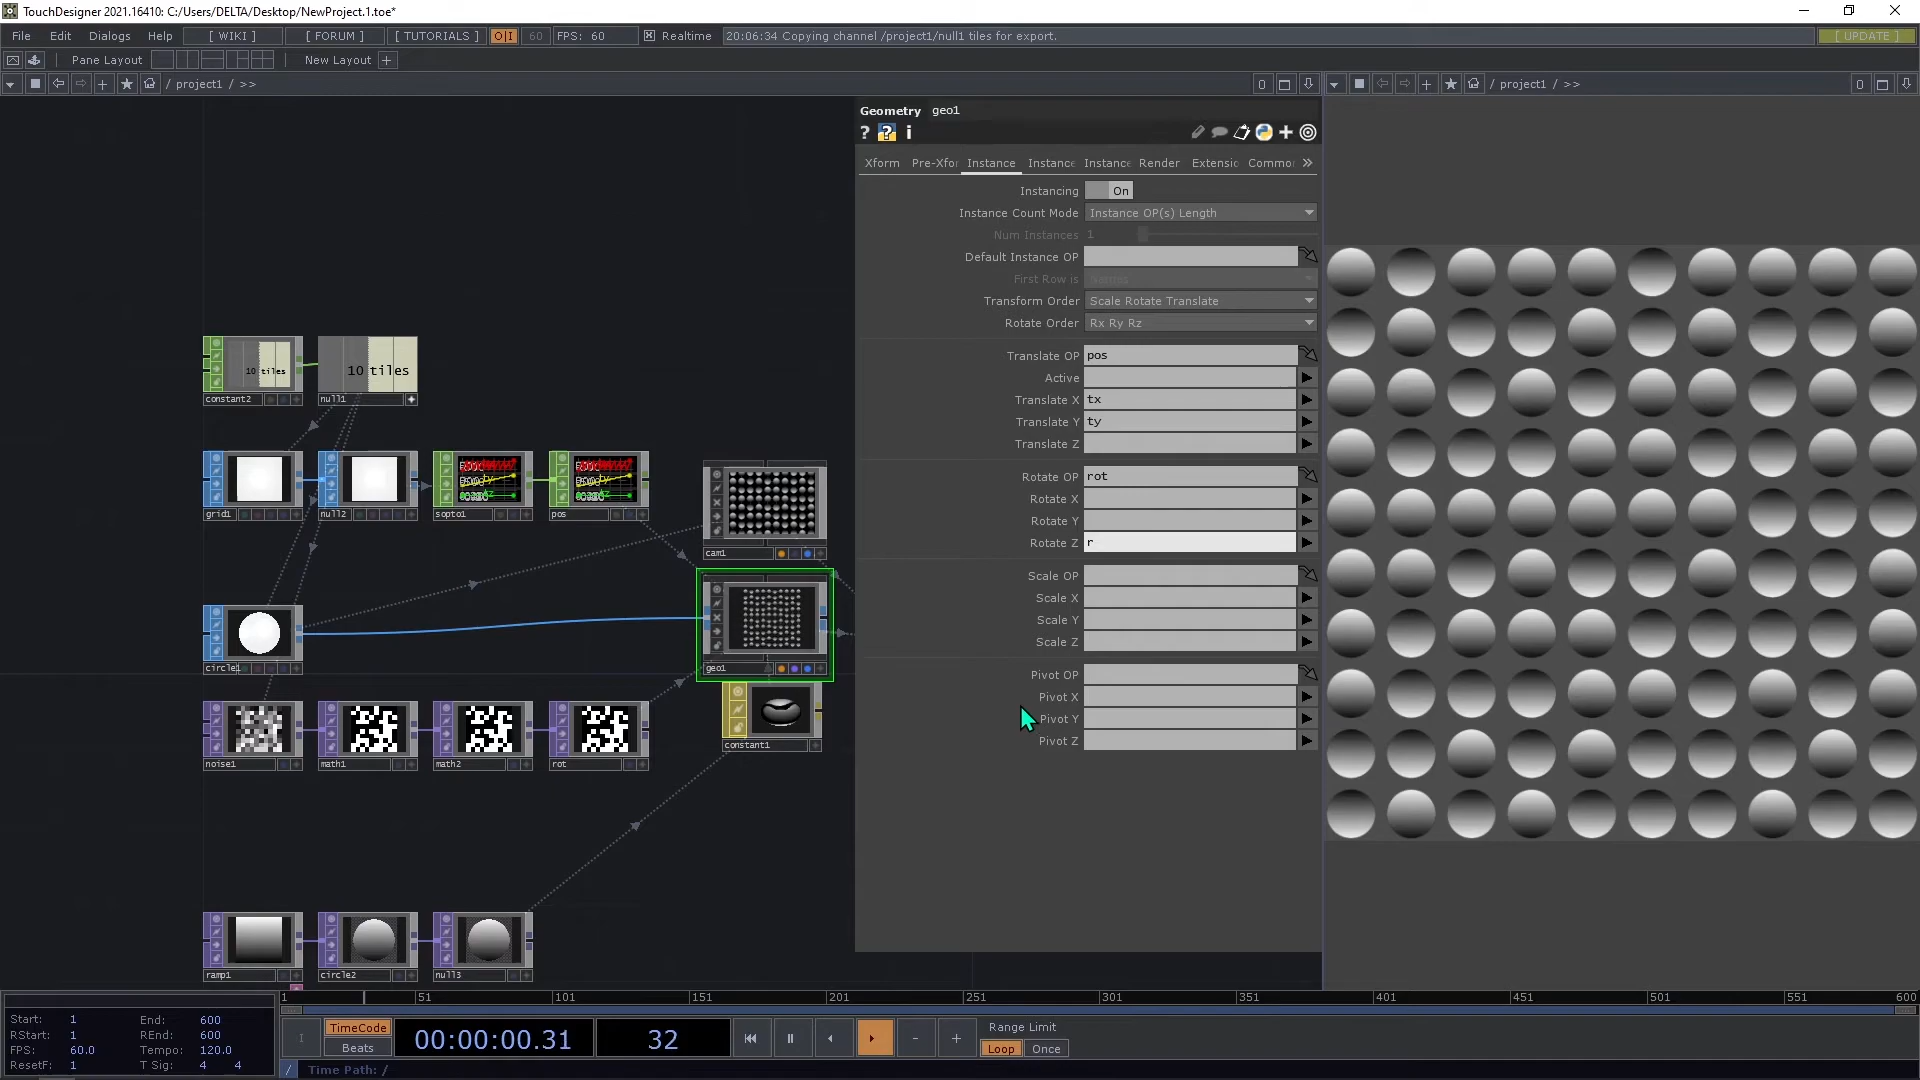 TouchDesigner 2021.16410: C:/Users/DELTA/Desktop/NewProject.1.toe*
File Edit Dialogs Help [ WIKI ] [ FORUM ] [ TUTORIALS ] O|I 60 FPS: 60 Realtime 20:06:34 Copying channel /project1/null1 tiles for export. [ UPDATE ]
Pane Layout New Layout +
/ project1 / >> 0
/ project1 / >> 0
Geometry geo1
? ? i
Xform Pre-Xfor Instance Instance Instance Render Extensio Commo >>
Instancing On
Instance Count Mode Instance OP(s) Length
Num Instances 1
Default Instance OP
First Row is Names
Transform Order Scale Rotate Translate
Rotate Order Rx Ry Rz
Translate OP pos
Active
Translate X tx
Translate Y ty
Translate Z
Rotate OP rot
Rotate X
Rotate Y
Rotate Z r
Scale OP
Scale X
Scale Y
Scale Z
Pivot OP
Pivot X
Pivot Y
Pivot Z
10 tiles
10 tiles
constant2 null1
grid1 null2 sopto1 pos
cam1
circle1
geo1
noise1 math1 math2 rot
constant1
ramp1 circle2 null3
1 51 101 151 201 251 301 351 401 451 501 551 600
Start: 1 End: 600
RStart: 1 REnd: 600
FPS: 60.0 Tempo: 120.0
ResetF: 1 T Sig: 4 4
TimeCode
Beats
00:00:00.31
32
Range Limit
Loop Once
/ Time Path: /